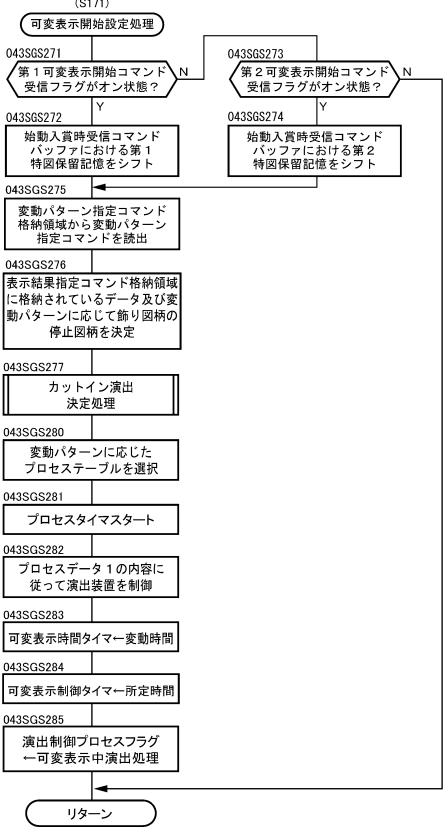 (S171)
可変表示開始設定処理
043SGS271
第1可変表示開始コマンド
受信フラグがオン状態?
N
Y
043SGS273
第2可変表示開始コマンド
受信フラグがオン状態?
N
Y
043SGS272
始動入賞時受信コマンド
バッファにおける第1
特図保留記憶をシフト
043SGS274
始動入賞時受信コマンド
バッファにおける第2
特図保留記憶をシフト
043SGS275
変動パターン指定コマンド
格納領域から変動パターン
指定コマンドを読出
043SGS276
表示結果指定コマンド格納領域
に格納されているデータ及び変
動パターンに応じて飾り図柄の
停止図柄を決定
043SGS277
カットイン演出
決定処理
043SGS280
変動パターンに応じた
プロセステーブルを選択
043SGS281
プロセスタイマスタート
043SGS282
プロセスデータ1の内容に
従って演出装置を制御
043SGS283
可変表示時間タイマ←変動時間
043SGS284
可変表示制御タイマ←所定時間
043SGS285
演出制御プロセスフラグ
←可変表示中演出処理
リターン